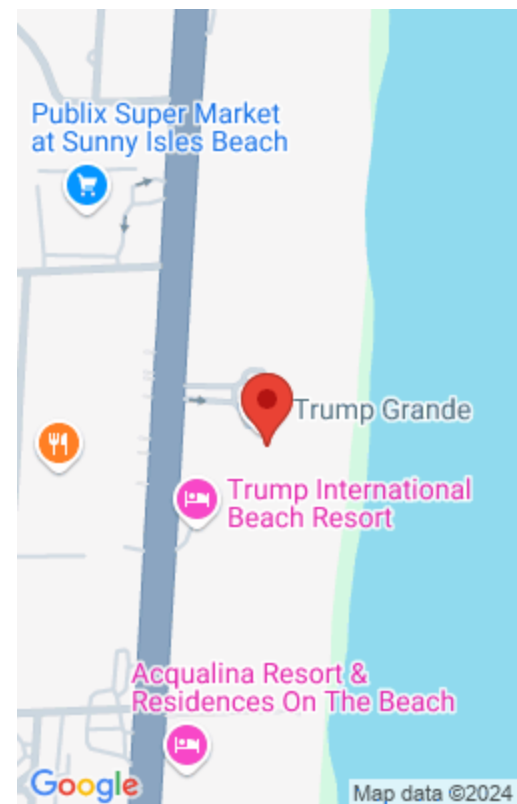 Publix Super Market
at Sunny Isles Beach
Trump Grande
Trump International
Beach Resort
Acqualina Resort &
Residences On The Beach
Google
Map data ©2024